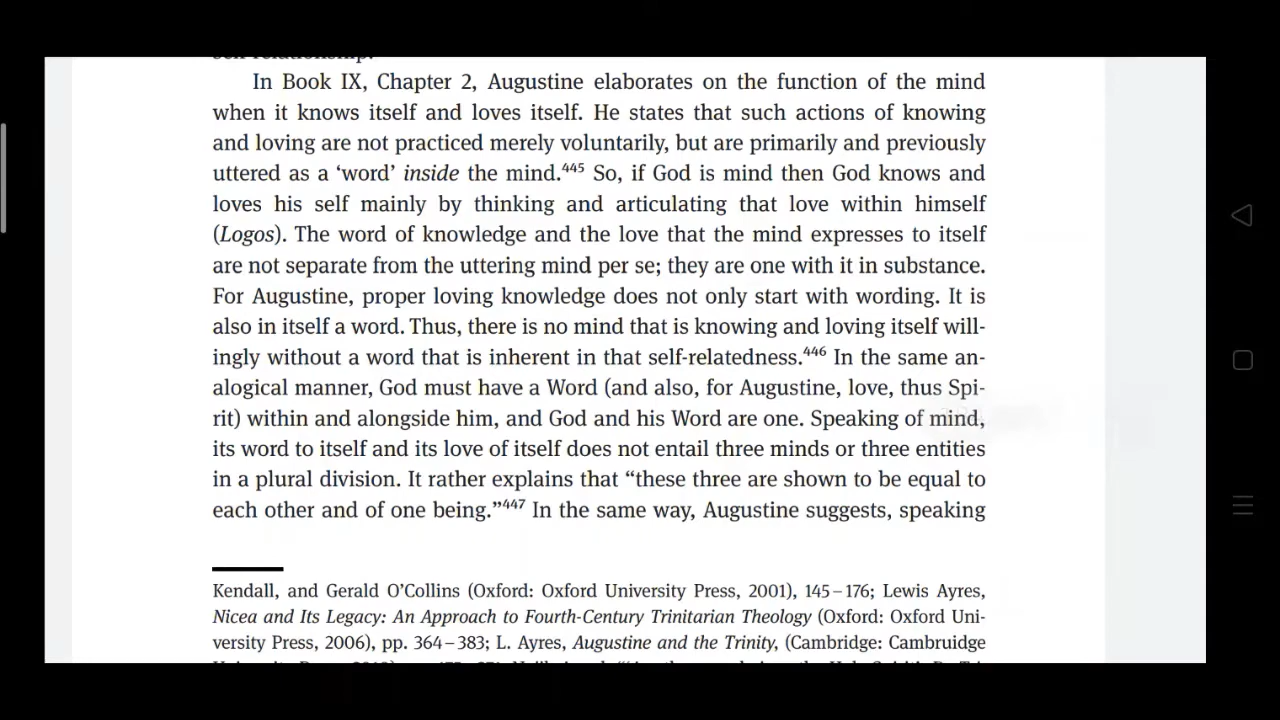 self-relationship.
In Book IX, Chapter 2, Augustine elaborates on the function of the mind
when it knows itself and loves itself. He states that such actions of knowing
and loving are not practiced merely voluntarily, but are primarily and previously
uttered as a ‘word’ inside the mind.⁴⁴⁵ So, if God is mind then God knows and
loves his self mainly by thinking and articulating that love within himself
(Logos). The word of knowledge and the love that the mind expresses to itself
are not separate from the uttering mind per se; they are one with it in substance.
For Augustine, proper loving knowledge does not only start with wording. It is
also in itself a word. Thus, there is no mind that is knowing and loving itself will-
ingly without a word that is inherent in that self-relatedness.⁴⁴⁶ In the same an-
alogical manner, God must have a Word (and also, for Augustine, love, thus Spi-
rit) within and alongside him, and God and his Word are one. Speaking of mind,
its word to itself and its love of itself does not entail three minds or three entities
in a plural division. It rather explains that “these three are shown to be equal to
each other and of one being.”⁴⁴⁷ In the same way, Augustine suggests, speaking
Kendall, and Gerald O’Collins (Oxford: Oxford University Press, 2001), 145–176; Lewis Ayres,
Nicea and Its Legacy: An Approach to Fourth-Century Trinitarian Theology (Oxford: Oxford Uni-
versity Press, 2006), pp. 364–383; L. Ayres, Augustine and the Trinity, (Cambridge: Cambruidge